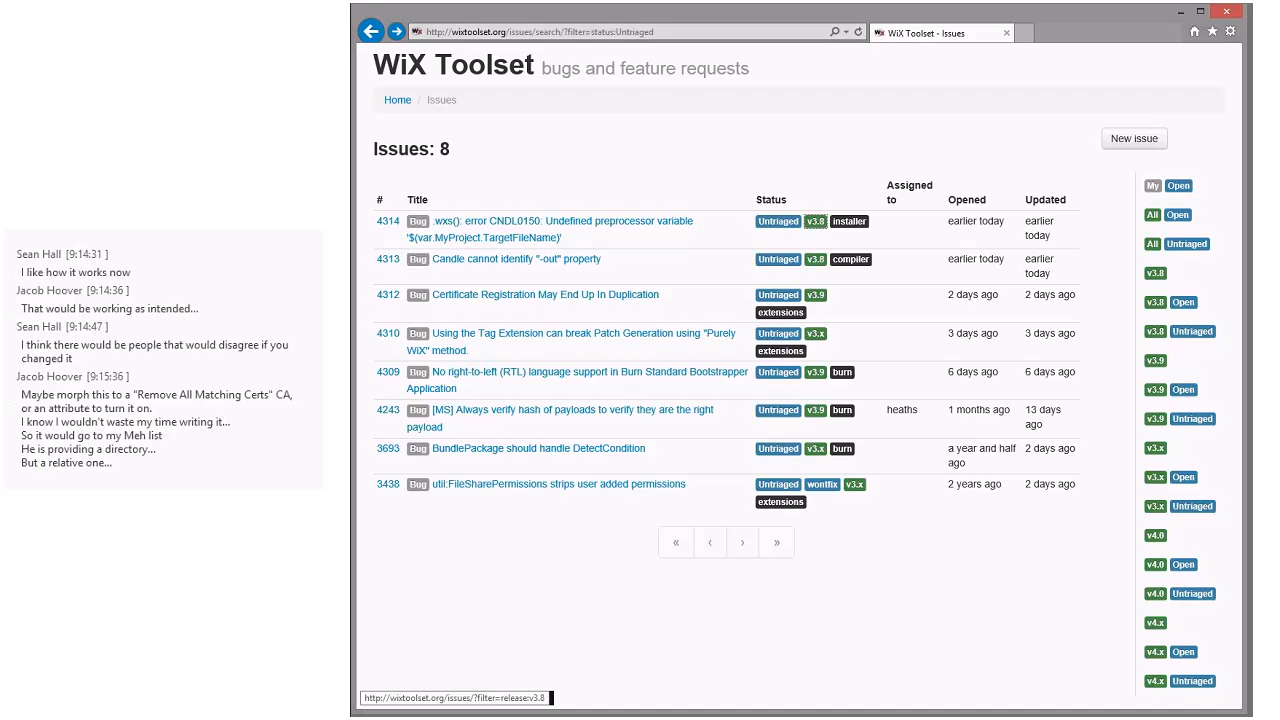 Sean Hall [9:14:31 ]
I like how it works now
Jacob Hoover [9:14:36 ]
That would be working as intended...
Sean Hall [9:14:47 ]
I think there would be people that would disagree if you
changed it
Jacob Hoover [9:15:36 ]
Maybe morph this to a "Remove All Matching Certs" CA,
or an attribute to turn it on.
I know I wouldn't waste my time writing it...
So it would go to my Meh list
He is providing a directory...
But a relative one...
http://wixtoolset.org/issues/search/?filter=status:Untriaged
WiX Toolset - Issues
WiX Toolset bugs and feature requests
Home / Issues
Issues: 8
New issue
# Title Status Assigned to Opened Updated
4314 Bug .wxs(): error CNDL0150: Undefined preprocessor variable Untriaged v3.8 installer earlier today earlier
'$(var.MyProject.TargetFileName)' today
4313 Bug Candle cannot identify "-out" property Untriaged v3.8 compiler earlier today earlier
today
4312 Bug Certificate Registration May End Up In Duplication Untriaged v3.9 2 days ago 2 days ago
extensions
4310 Bug Using the Tag Extension can break Patch Generation using "Purely Untriaged v3.x 3 days ago 3 days ago
WiX" method. extensions
4309 Bug No right-to-left (RTL) language support in Burn Standard Bootstrapper Untriaged v3.9 burn 6 days ago 6 days ago
Application
4243 Bug [MS] Always verify hash of payloads to verify they are the right Untriaged v3.9 burn heaths 1 months ago 13 days
payload ago
3693 Bug BundlePackage should handle DetectCondition Untriaged v3.x burn a year and half 2 days ago
ago
3438 Bug util:FileSharePermissions strips user added permissions Untriaged wontfix v3.x 2 years ago 2 days ago
extensions
« ‹ › »
My Open
All Open
All Untriaged
v3.8
v3.8 Open
v3.8 Untriaged
v3.9
v3.9 Open
v3.9 Untriaged
v3.x
v3.x Open
v3.x Untriaged
v4.0
v4.0 Open
v4.0 Untriaged
v4.x
v4.x Open
v4.x Untriaged
http://wixtoolset.org/issues/?filter=release:v3.8